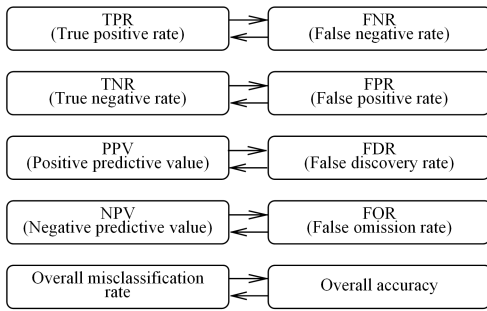 TPR
(True positive rate)
FNR
(False negative rate)
TNR
(True negative rate)
FPR
(False positive rate)
PPV
(Positive predictive value)
FDR
(False discovery rate)
NPV
(Negative predictive value)
FOR
(False omission rate)
Overall misclassification
rate
Overall accuracy